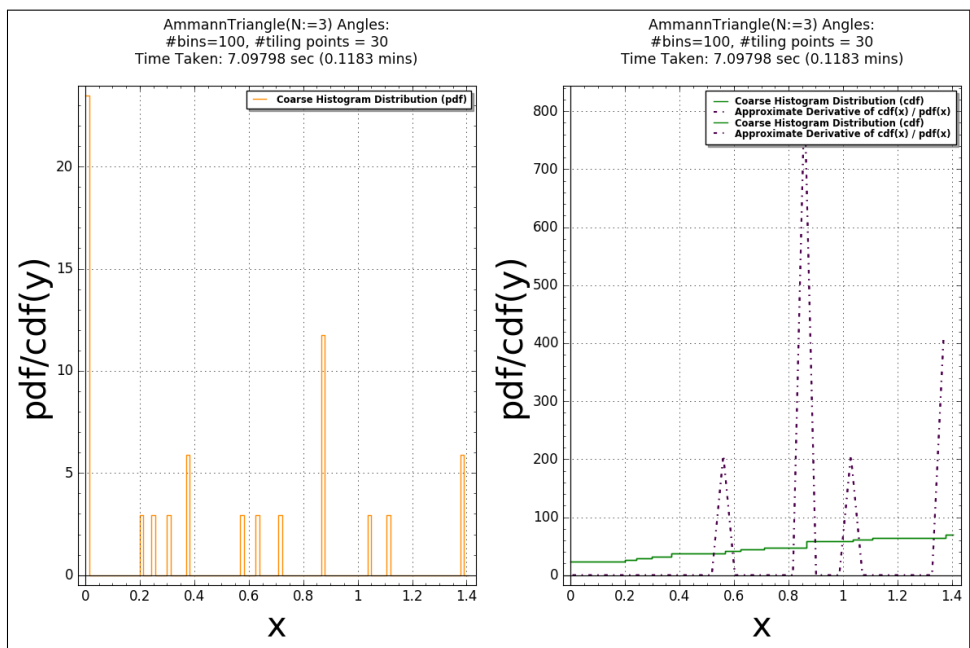 AmmannTriangle(N:=3) Angles:
#bins=100, #tiling points = 30
Time Taken: 7.09798 sec (0.1183 mins)
Coarse Histogram Distribution (pdf)
pdf/cdf(y)
20
15
10
5
0
0 0.2 0.4 0.6 0.8 1 1.2 1.4
x
AmmannTriangle(N:=3) Angles:
#bins=100, #tiling points = 30
Time Taken: 7.09798 sec (0.1183 mins)
Coarse Histogram Distribution (cdf)
Approximate Derivative of cdf(x) / pdf(x)
Coarse Histogram Distribution (cdf)
Approximate Derivative of cdf(x) / pdf(x)
pdf/cdf(y)
800
700
600
500
400
300
200
100
0
0 0.2 0.4 0.6 0.8 1 1.2 1.4
x